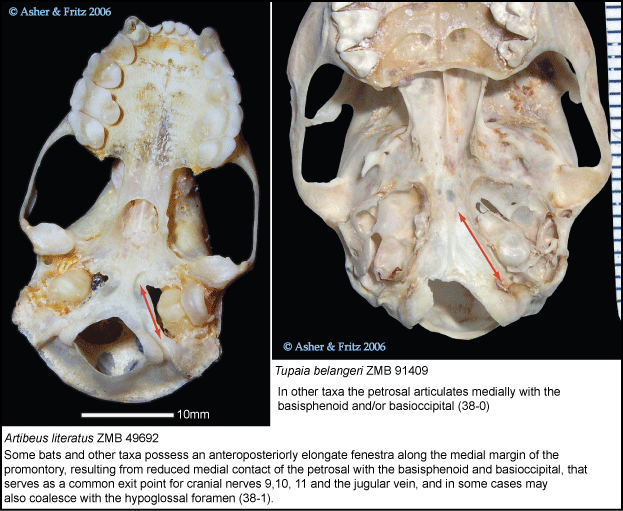 © Asher & Fritz 2006
10mm
Artibeus literatus ZMB 49692
Some bats and other taxa possess an anteroposteriorly elongate fenestra along the medial margin of the
promontory, resulting from reduced medial contact of the petrosal with the basisphenoid and basioccipital, that
serves as a common exit point for cranial nerves 9,10, 11 and the jugular vein, and in some cases may
also coalesce with the hypoglossal foramen (38-1).
© Asher & Fritz 2006
Tupaia belangeri ZMB 91409
In other taxa the petrosal articulates medially with the
basisphenoid and/or basioccipital (38-0)